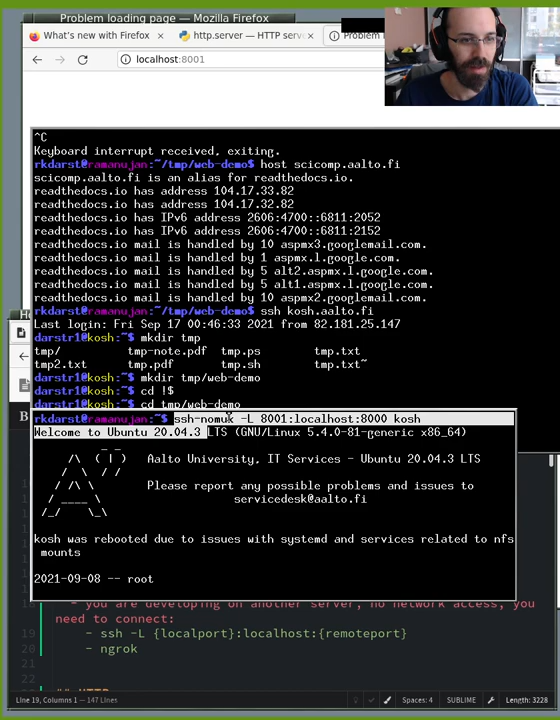 Problem loading page — Mozilla Firefox
What's new with Firefox × http.server — HTTP serv × Problem l
localhost:8001
^C
Keyboard interrupt received, exiting.
rkdarst@ramanujan:~/tmp/web-demo$ host scicomp.aalto.fi
scicomp.aalto.fi is an alias for readthedocs.io.
readthedocs.io has address 104.17.33.82
readthedocs.io has address 104.17.32.82
readthedocs.io has IPv6 address 2606:4700::6811:2052
readthedocs.io has IPv6 address 2606:4700::6811:2152
readthedocs.io mail is handled by 10 aspmx3.googlemail.com.
readthedocs.io mail is handled by 1 aspmx.l.google.com.
readthedocs.io mail is handled by 5 alt2.aspmx.l.google.com.
readthedocs.io mail is handled by 5 alt1.aspmx.l.google.com.
readthedocs.io mail is handled by 10 aspmx2.googlemail.com.
rkdarst@ramanujan:~/tmp/web-demo$ ssh kosh.aalto.fi
Last login: Fri Sep 17 00:46:33 2021 from 82.181.25.147
darstr1@kosh:~$ mkdir tmp
tmp/ tmp-note.pdf tmp.ps tmp.txt
tmp2.txt tmp.pdf tmp.sh tmp.txt~
darstr1@kosh:~$ mkdir tmp/web-demo
darstr1@kosh:~$ cd !$
darstr1@kosh:~$ cd tmp/web-demo
rkdarst@ramanujan:~$ ssh-nomux -L 8001:localhost:8000 kosh
Welcome to Ubuntu 20.04.3 LTS (GNU/Linux 5.4.0-81-generic x86_64)
Aalto University, IT Services - Ubuntu 20.04.3 LTS
Please report any possible problems and issues to
servicedesk@aalto.fi
kosh was rebooted due to issues with systemd and services related to nfs
mounts
2021-09-08 -- root
- you are developing on another server, no network access, you
need to connect:
19 - ssh -L {localport}:localhost:{remoteport}
20 - ngrok
21
22 ## HTTP
Line 19, Columns 1 — 147 Lines Spaces: 4 SUBLIME Length: 3228